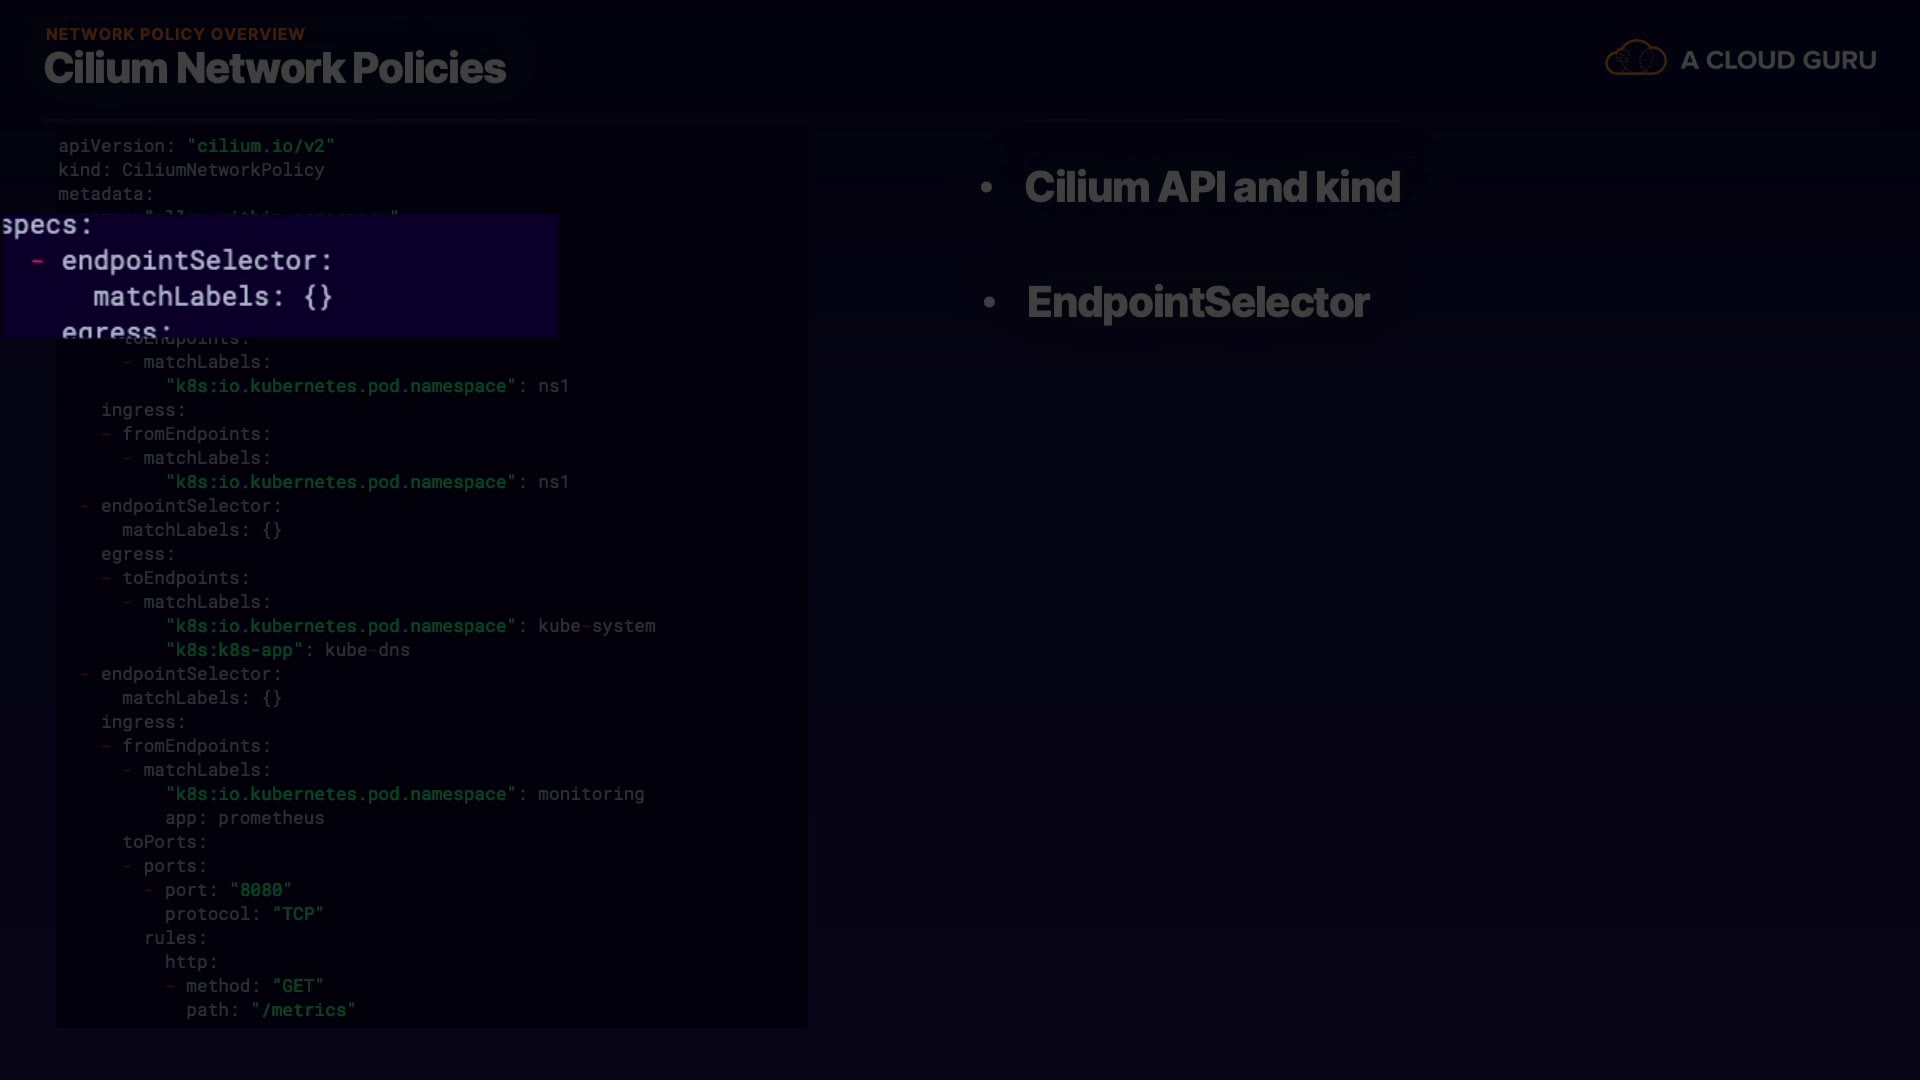 NETWORK POLICY OVERVIEW
Cilium Network Policies
A CLOUD GURU
apiVersion: "cilium.io/v2"
kind: CiliumNetworkPolicy
metadata:
specs:
- endpointSelector:
matchLabels: {}
egress:
- toEndpoints:
- matchLabels:
"k8s:io.kubernetes.pod.namespace": ns1
ingress:
- fromEndpoints:
- matchLabels:
"k8s:io.kubernetes.pod.namespace": ns1
- endpointSelector:
matchLabels: {}
egress:
- toEndpoints:
- matchLabels:
"k8s:io.kubernetes.pod.namespace": kube-system
"k8s:k8s-app": kube-dns
- endpointSelector:
matchLabels: {}
ingress:
- fromEndpoints:
- matchLabels:
"k8s:io.kubernetes.pod.namespace": monitoring
app: prometheus
toPorts:
- ports:
- port: "8080"
protocol: "TCP"
rules:
http:
- method: "GET"
path: "/metrics"
• Cilium API and kind
• EndpointSelector